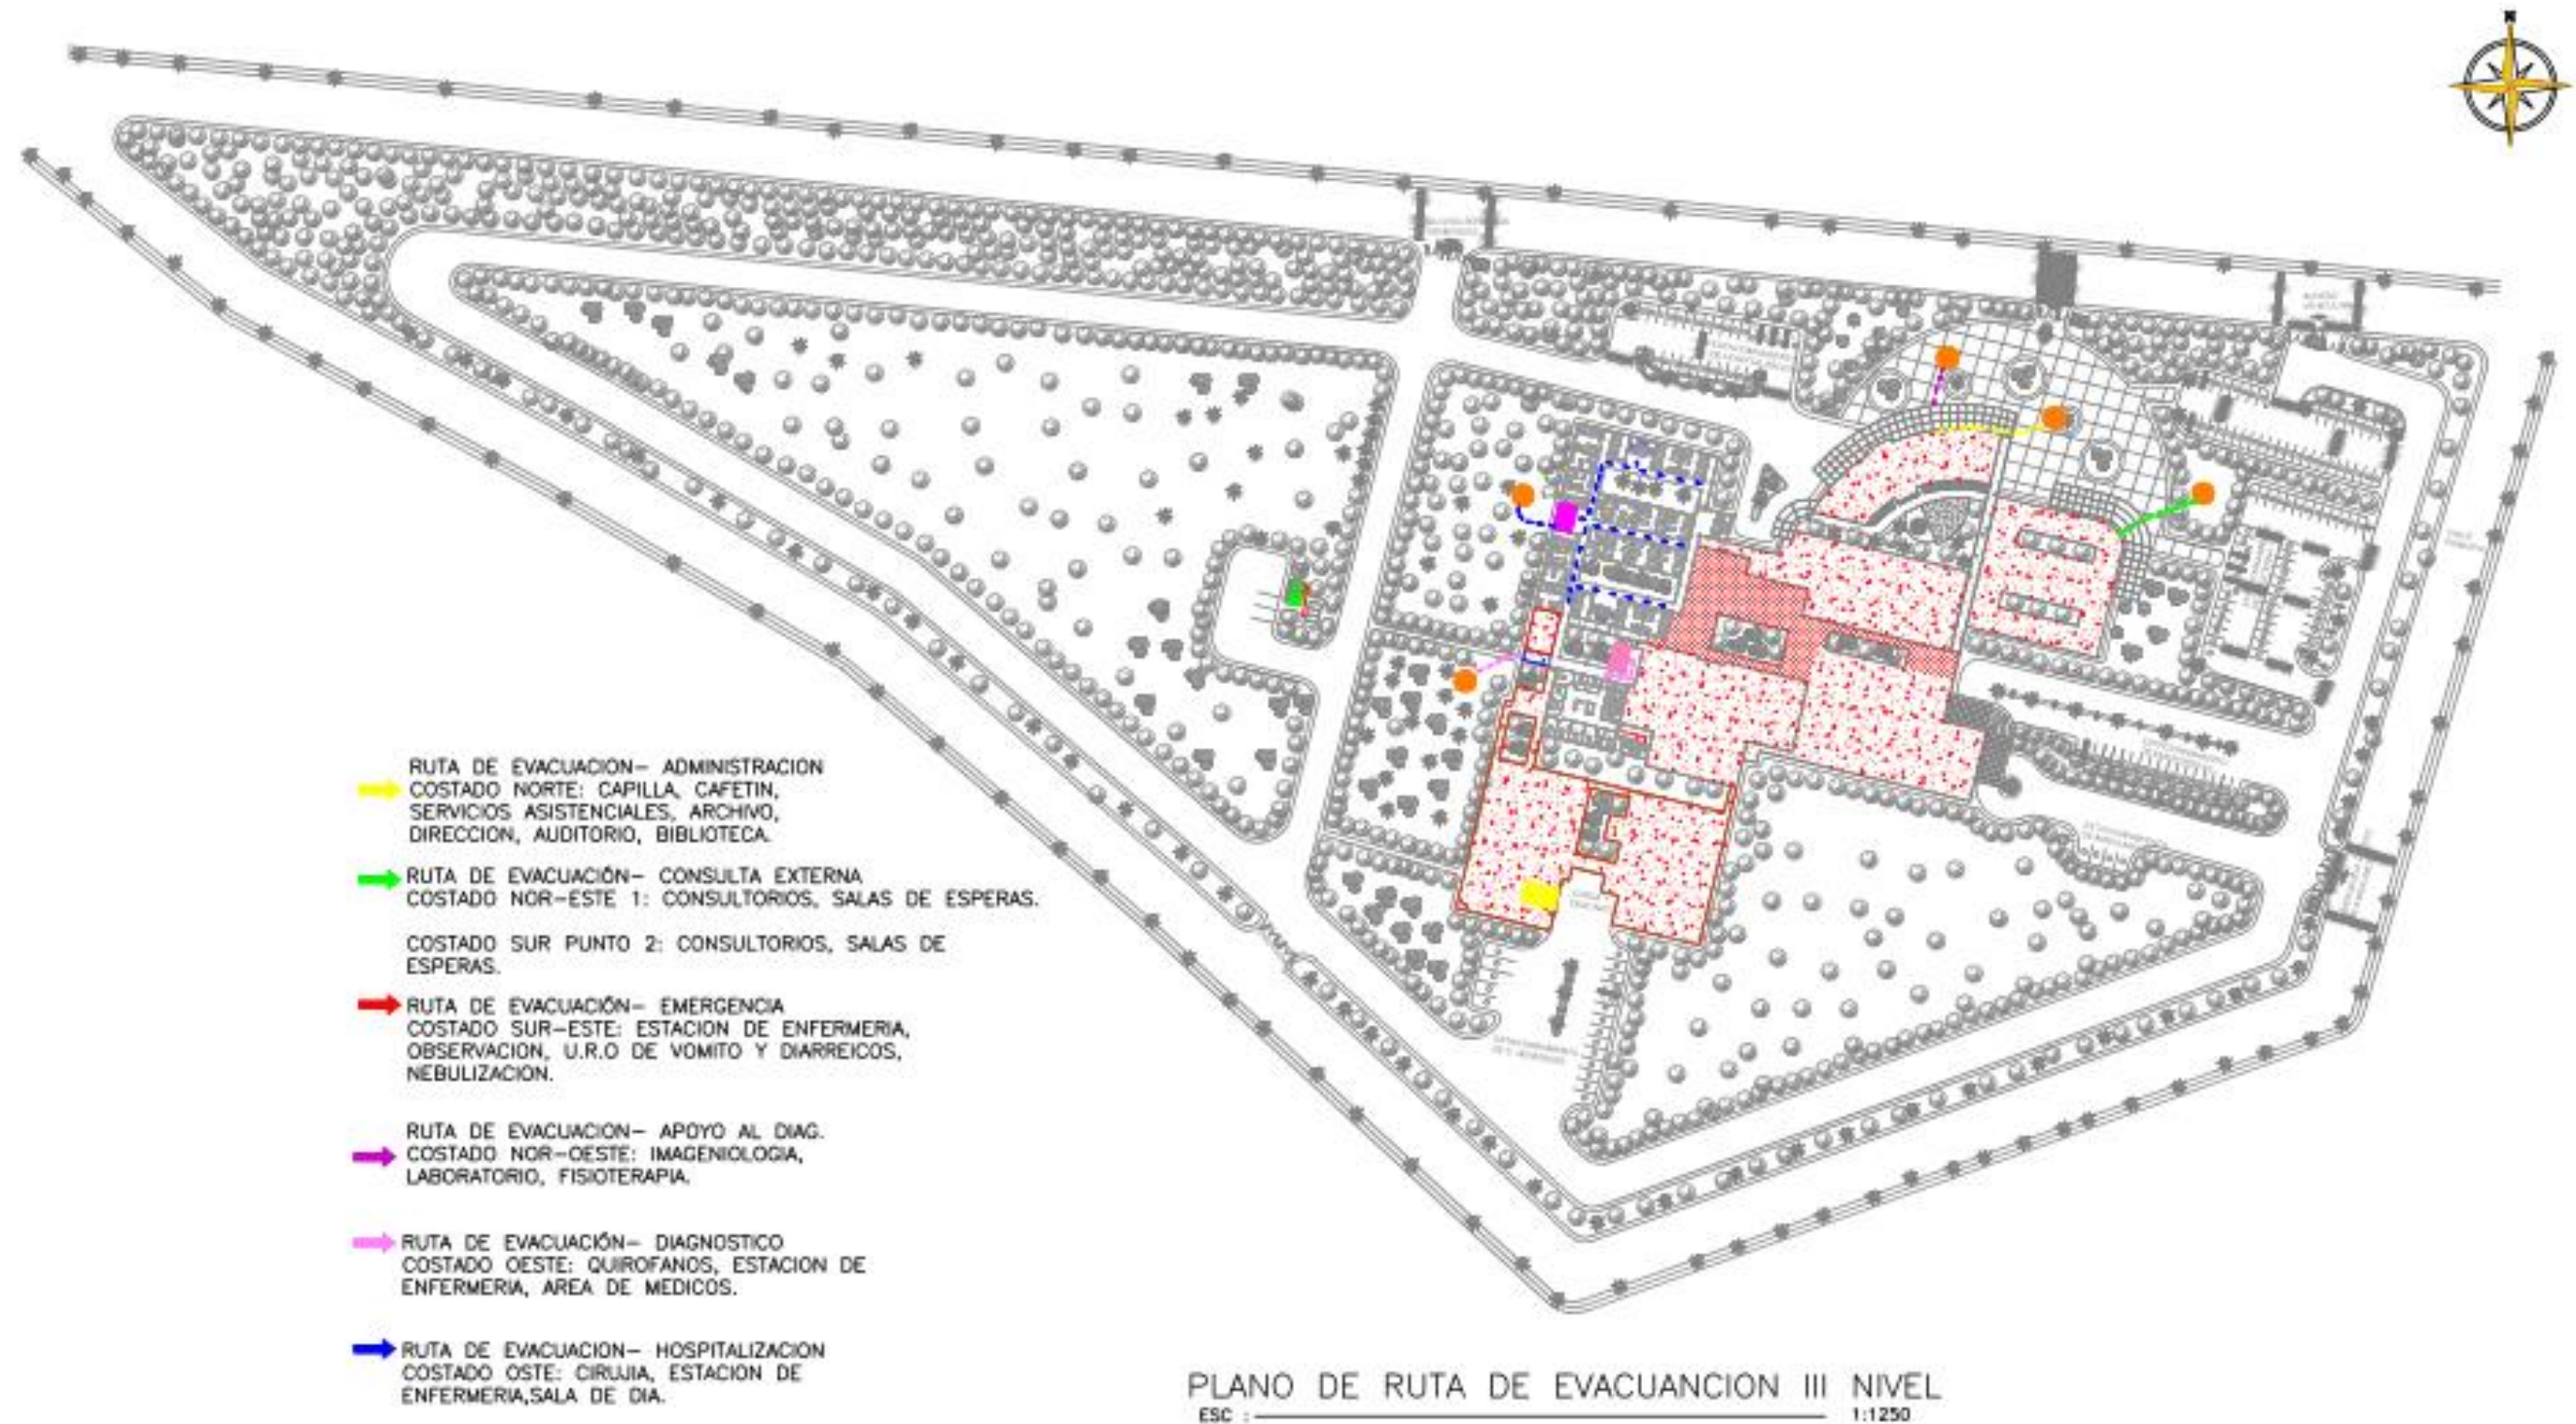 N
RUTA DE EVACUACION– ADMINISTRACION
COSTADO NORTE: CAPILLA, CAFETIN,
SERVICIOS ASISTENCIALES, ARCHIVO,
DIRECCION, AUDITORIO, BIBLIOTECA.
RUTA DE EVACUACIÓN– CONSULTA EXTERNA
COSTADO NOR–ESTE 1: CONSULTORIOS, SALAS DE ESPERAS.
COSTADO SUR PUNTO 2: CONSULTORIOS, SALAS DE
ESPERAS.
RUTA DE EVACUACIÓN– EMERGENCIA
COSTADO SUR–ESTE: ESTACION DE ENFERMERIA,
OBSERVACION, U.R.O DE VOMITO Y DIARREICOS,
NEBULIZACION.
RUTA DE EVACUACION– APOYO AL DIAG.
COSTADO NOR–OESTE: IMAGENIOLOGIA,
LABORATORIO, FISIOTERAPIA.
RUTA DE EVACUACIÓN– DIAGNOSTICO
COSTADO OESTE: QUIROFANOS, ESTACION DE
ENFERMERIA, AREA DE MEDICOS.
RUTA DE EVACUACION– HOSPITALIZACION
COSTADO OSTE: CIRUJIA, ESTACION DE
ENFERMERIA,SALA DE DIA.
PLANO DE RUTA DE EVACUANCION III NIVEL
ESC : 1:1250